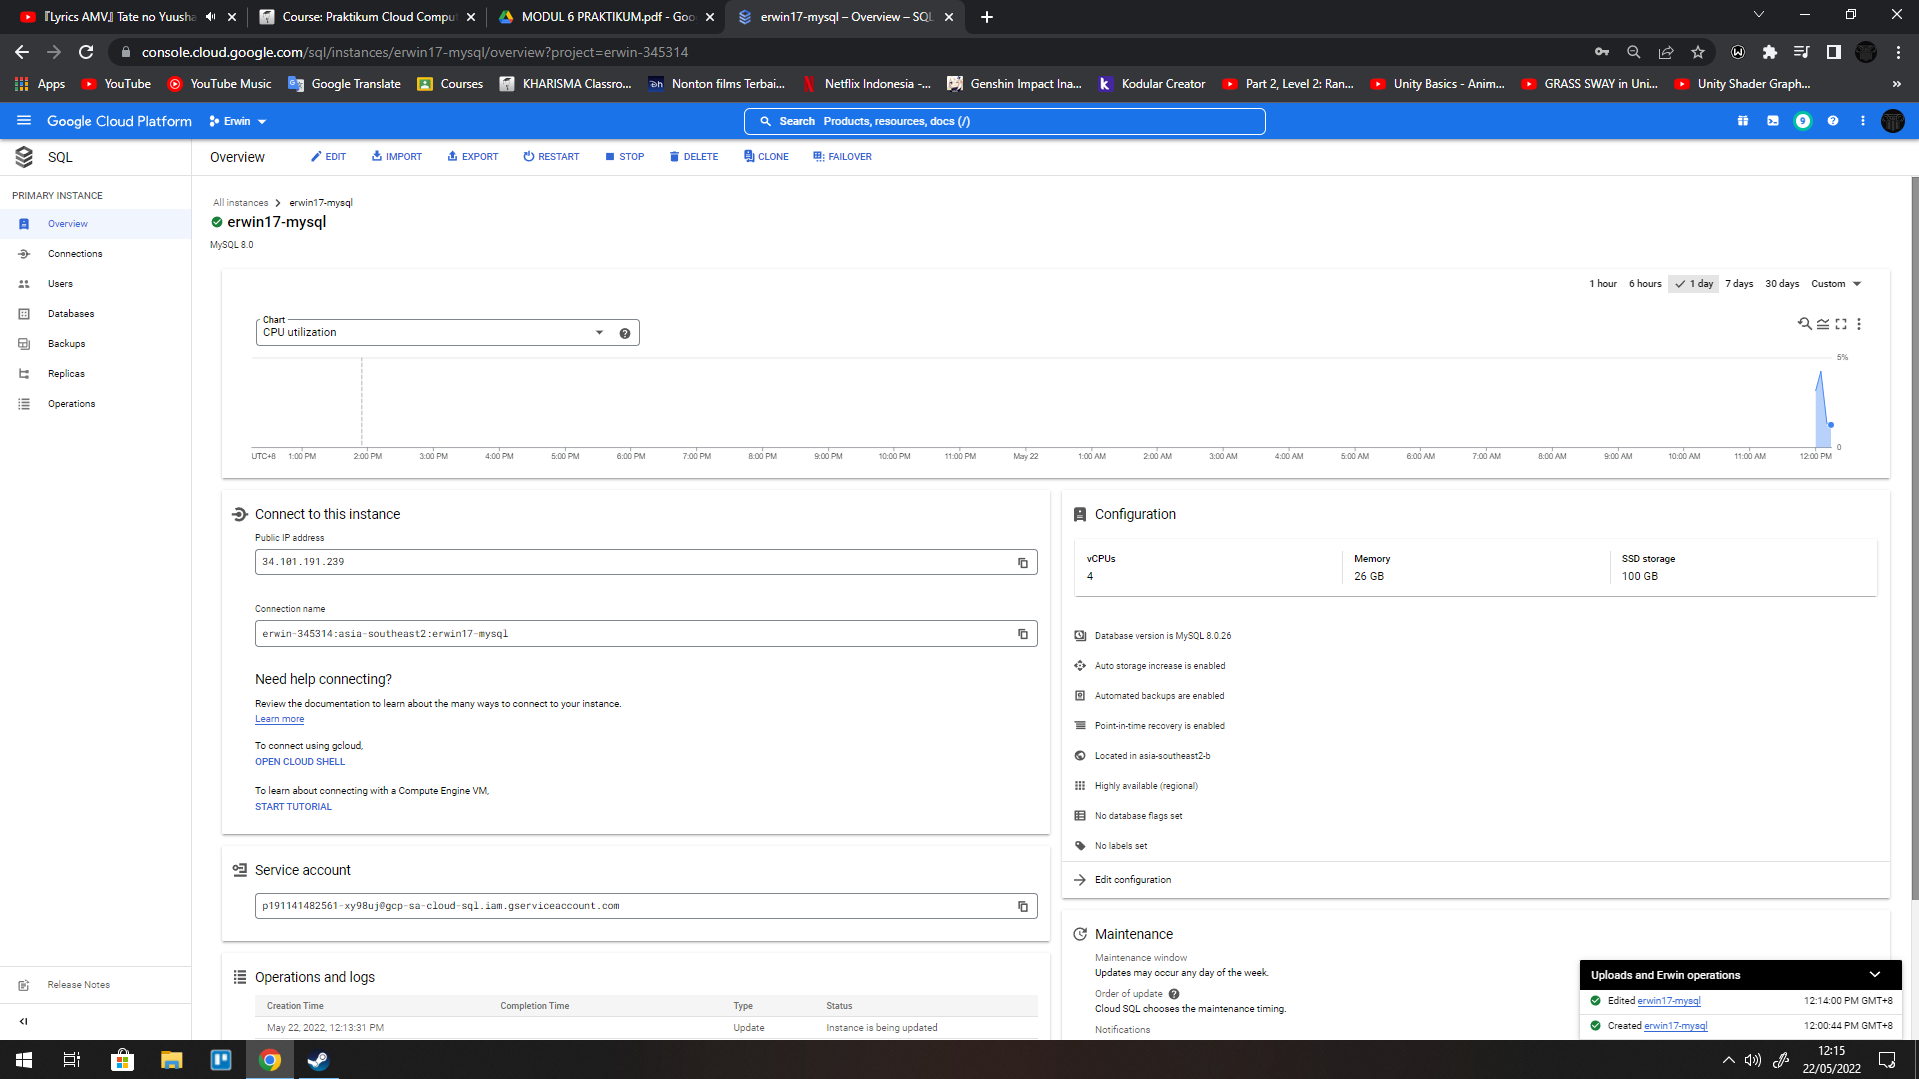 『Lyrics AMV』 Tate no Yuusha
Course: Praktikum Cloud Comput
MODUL 6 PRAKTIKUM.pdf - Goo
erwin17-mysql – Overview – SQL
console.cloud.google.com/sql/instances/erwin17-mysql/overview?project=erwin-345314
Apps
YouTube
YouTube Music
Google Translate
Courses
KHARISMA Classro...
Nonton films Terbai...
Netflix Indonesia -...
Genshin Impact Ina...
Kodular Creator
Part 2, Level 2: Ran...
Unity Basics - Anim...
GRASS SWAY in Uni...
Unity Shader Graph...
»
Google Cloud Platform
Erwin
Search Products, resources, docs (/)
9
SQL
Overview
EDIT
IMPORT
EXPORT
RESTART
STOP
DELETE
CLONE
FAILOVER
PRIMARY INSTANCE
Overview
Connections
Users
Databases
Backups
Replicas
Operations
Release Notes
All instances
erwin17-mysql
erwin17-mysql
MySQL 8.0
1 hour
6 hours
1 day
7 days
30 days
Custom
Chart
CPU utilization
5%
0
UTC+8
1:00 PM
2:00 PM
3:00 PM
4:00 PM
5:00 PM
6:00 PM
7:00 PM
8:00 PM
9:00 PM
10:00 PM
11:00 PM
May 22
1:00 AM
2:00 AM
3:00 AM
4:00 AM
5:00 AM
6:00 AM
7:00 AM
8:00 AM
9:00 AM
10:00 AM
11:00 AM
12:00 PM
Connect to this instance
Public IP address
34.101.191.239
Connection name
erwin-345314:asia-southeast2:erwin17-mysql
Need help connecting?
Review the documentation to learn about the many ways to connect to your instance.
Learn more
To connect using gcloud,
OPEN CLOUD SHELL
To learn about connecting with a Compute Engine VM,
START TUTORIAL
Service account
p191141482561-xy98uj@gcp-sa-cloud-sql.iam.gserviceaccount.com
Operations and logs
Creation Time
Completion Time
Type
Status
May 22, 2022, 12:13:31 PM
Update
Instance is being updated
Configuration
vCPUs
4
Memory
26 GB
SSD storage
100 GB
Database version is MySQL 8.0.26
Auto storage increase is enabled
Automated backups are enabled
Point-in-time recovery is enabled
Located in asia-southeast2-b
Highly available (regional)
No database flags set
No labels set
Edit configuration
Maintenance
Maintenance window
Updates may occur any day of the week.
Order of update
Cloud SQL chooses the maintenance timing.
Notifications
Uploads and Erwin operations
Edited erwin17-mysql
12:14:00 PM GMT+8
Created erwin17-mysql
12:00:44 PM GMT+8
12:15
22/05/2022